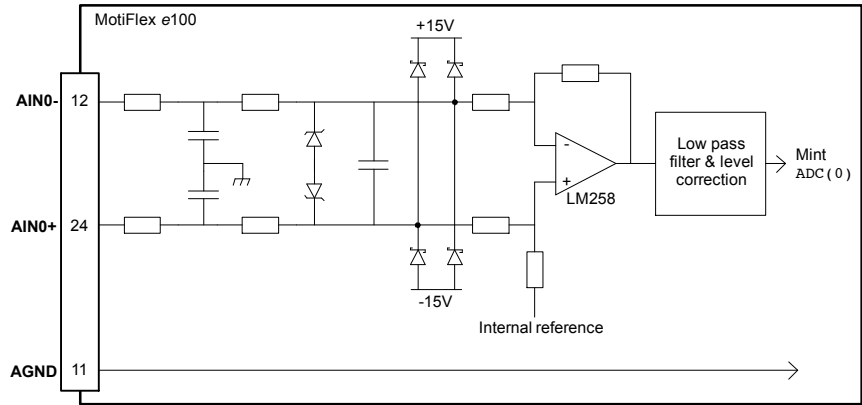 MotiFlex e100
+15V
AIN0-
12
-
+
LM258
Low pass
filter & level
correction
Mint
ADC(0)
AIN0+
24
-15V
Internal reference
AGND
11